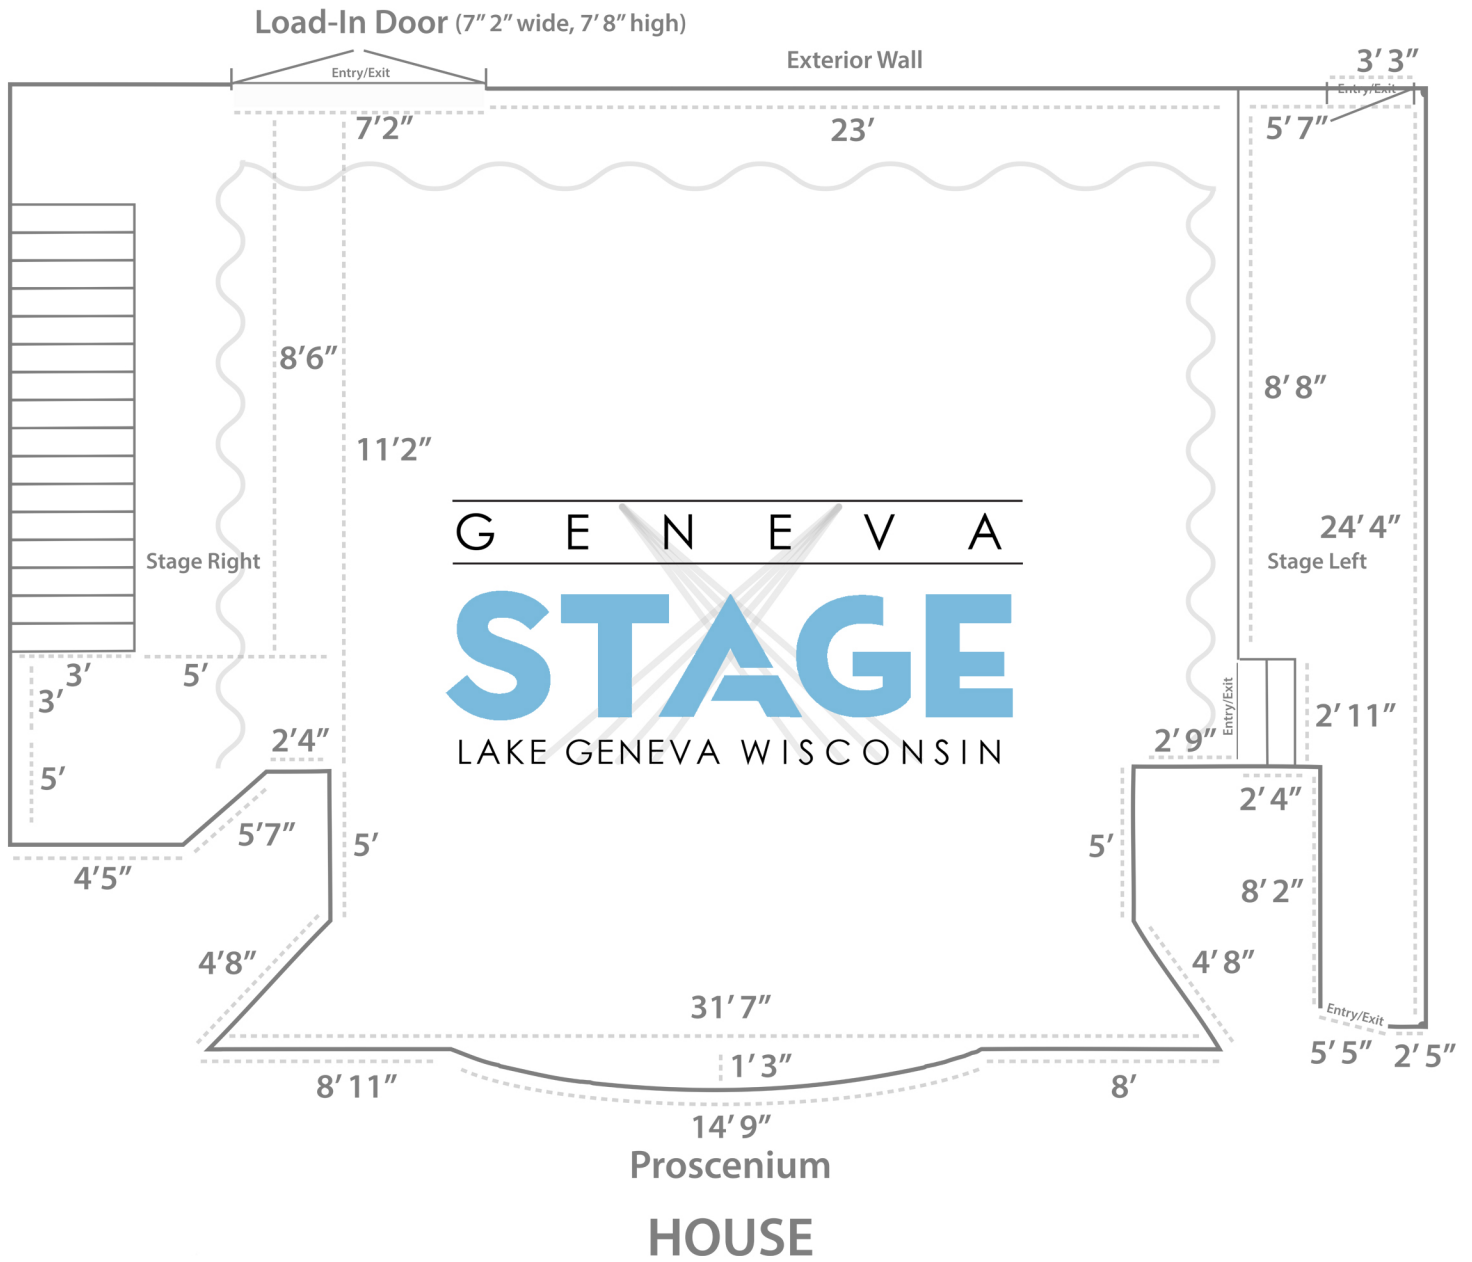 Load-In Door (7” 2” wide, 7’ 8” high)
Exterior Wall
3’ 3”
Entry/Exit
Entry/Exit
7’2”
23’
5’ 7”
8’6”
8’ 8”
11’2”
24’ 4”
Stage Right
Stage Left
GENEVA
STAGE
LAKE GENEVA WISCONSIN
3’
5’
3’
Entry/Exit
2’ 11”
2’4”
2’ 9”
5’
2’ 4”
5’7”
5’
5’
4’5”
8’ 2”
4’8”
4’ 8”
31’ 7”
Entry/Exit
5’ 5”
2’ 5”
1’ 3”
8’ 11”
8’
14’ 9”
Proscenium
HOUSE